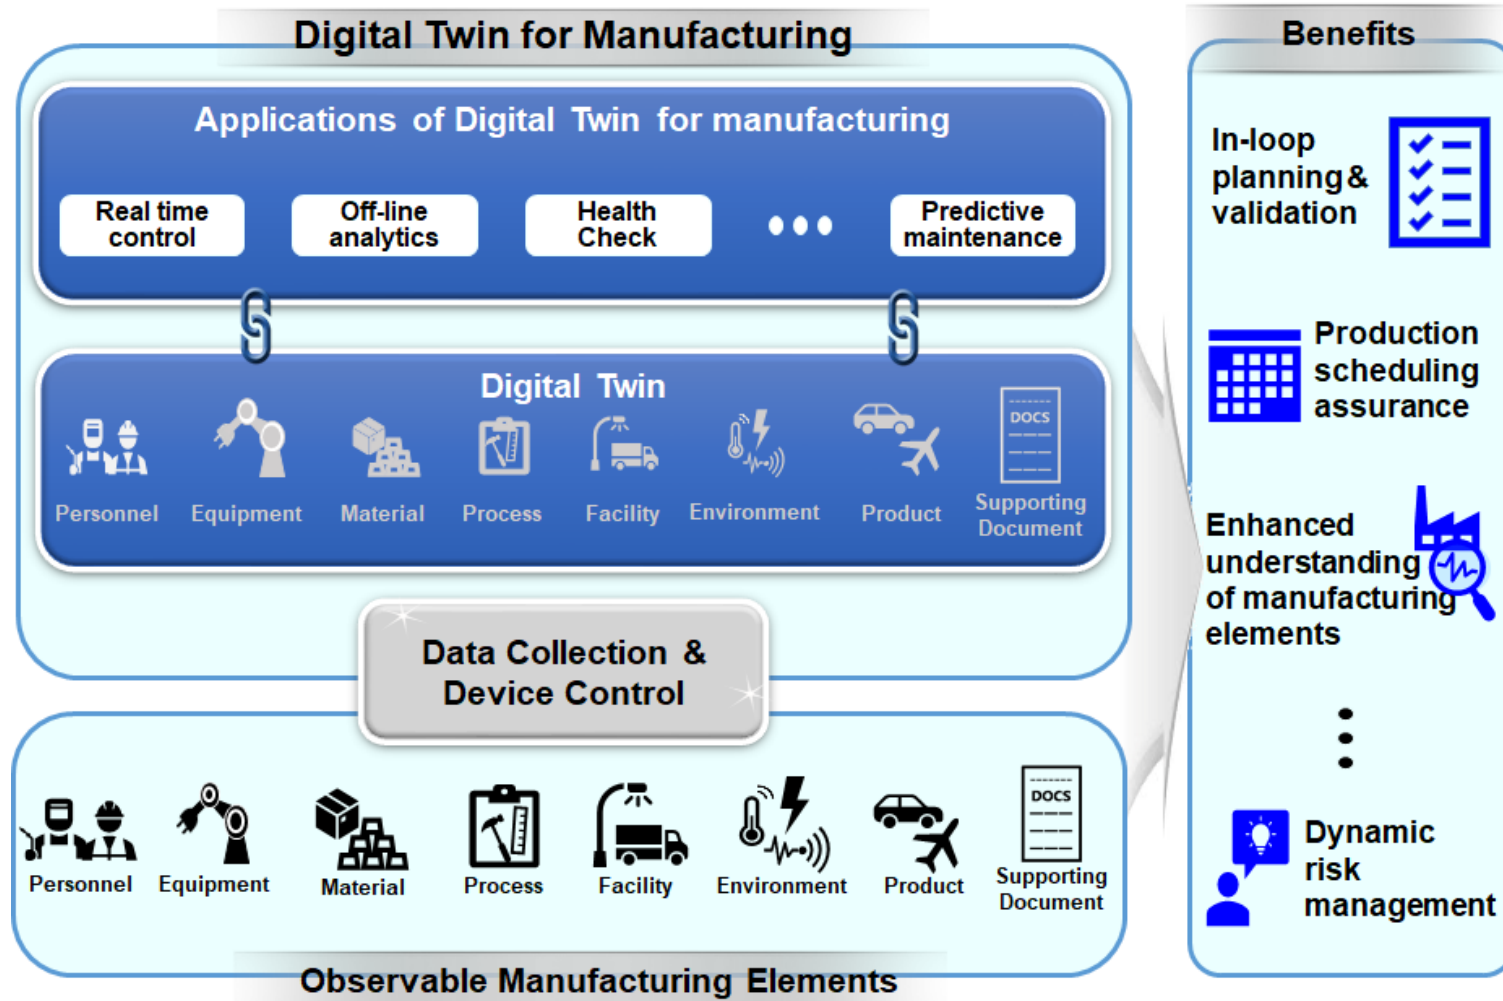 Digital Twin for Manufacturing
Applications of Digital Twin for manufacturing
Real time
control
Off-line
analytics
Health
Check
Predictive
maintenance
Digital Twin
DOCS
Personnel
Equipment
Material
Process
Facility
Environment
Product
Supporting
Document
Data Collection &
Device Control
DOCS
Personnel
Equipment
Material
Process
Facility
Environment
Product
Supporting
Document
Observable Manufacturing Elements
Benefits
In-loop
planning &
validation
Production
scheduling
assurance
Enhanced
understanding
of manufacturing
elements
Dynamic
risk
management